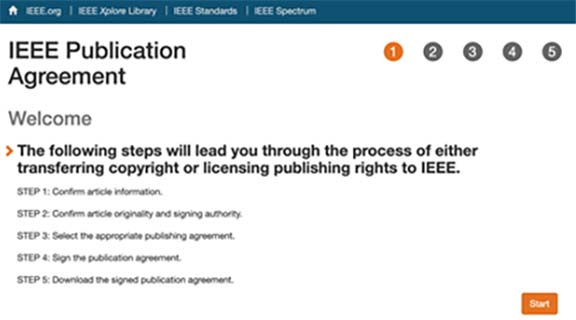 IEEE.org | IEEE Xplore Library | IEEE Standards | IEEE Spectrum
IEEE Publication
Agreement
1 2 3 4 5
Welcome
The following steps will lead you through the process of either
transferring copyright or licensing publishing rights to IEEE.
STEP 1: Confirm article information.
STEP 2: Confirm article originality and signing authority.
STEP 3: Select the appropriate publishing agreement.
STEP 4: Sign the publication agreement.
STEP 5: Download the signed publication agreement.
Start